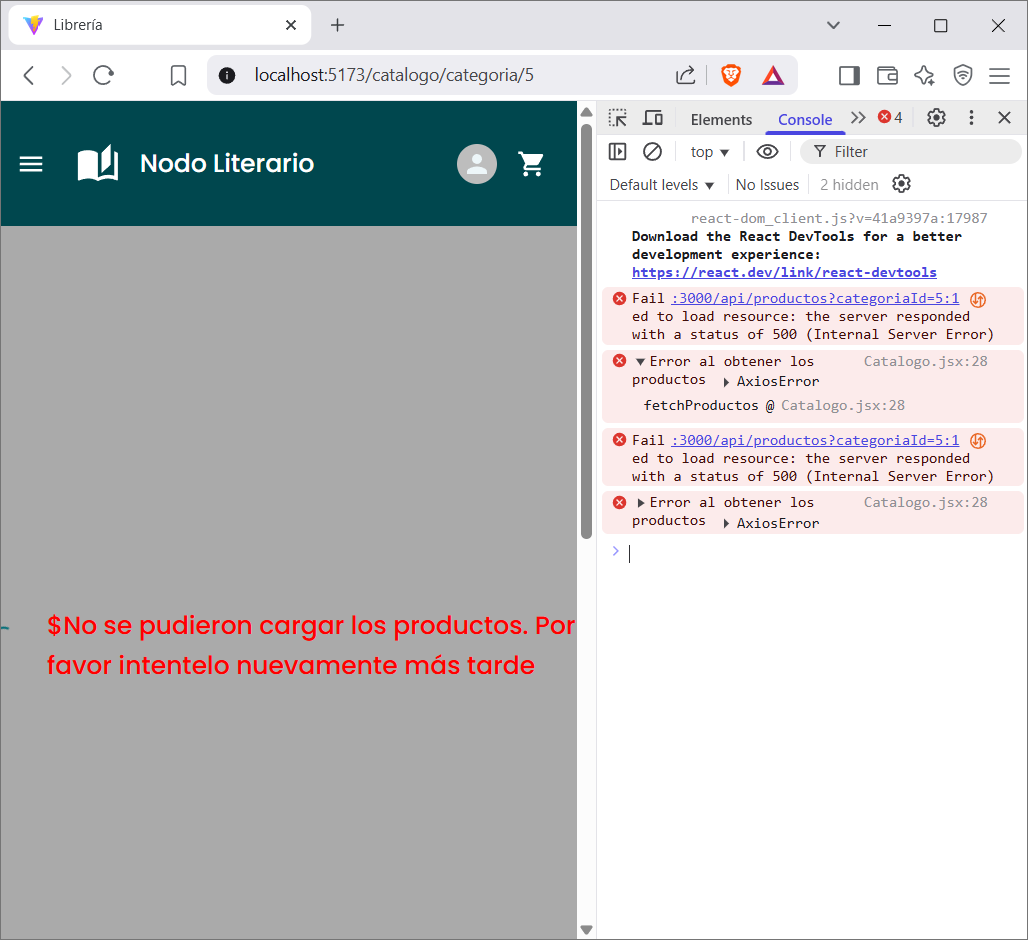 Librería
localhost:5173/catalogo/categoria/5
Nodo Literario
$No se pudieron cargar los productos. Por
favor intentelo nuevamente más tarde
Elements
Console
4
top
Filter
Default levels
No Issues
2 hidden
react-dom_client.js?v=41a9397a:17987
Download the React DevTools for a better
development experience:
https://react.dev/link/react-devtools
Fail :3000/api/productos?categoriaId=5:1
ed to load resource: the server responded
with a status of 500 (Internal Server Error)
Error al obtener los Catalogo.jsx:28
productos AxiosError
fetchProductos @ Catalogo.jsx:28
Fail :3000/api/productos?categoriaId=5:1
ed to load resource: the server responded
with a status of 500 (Internal Server Error)
Error al obtener los Catalogo.jsx:28
productos AxiosError